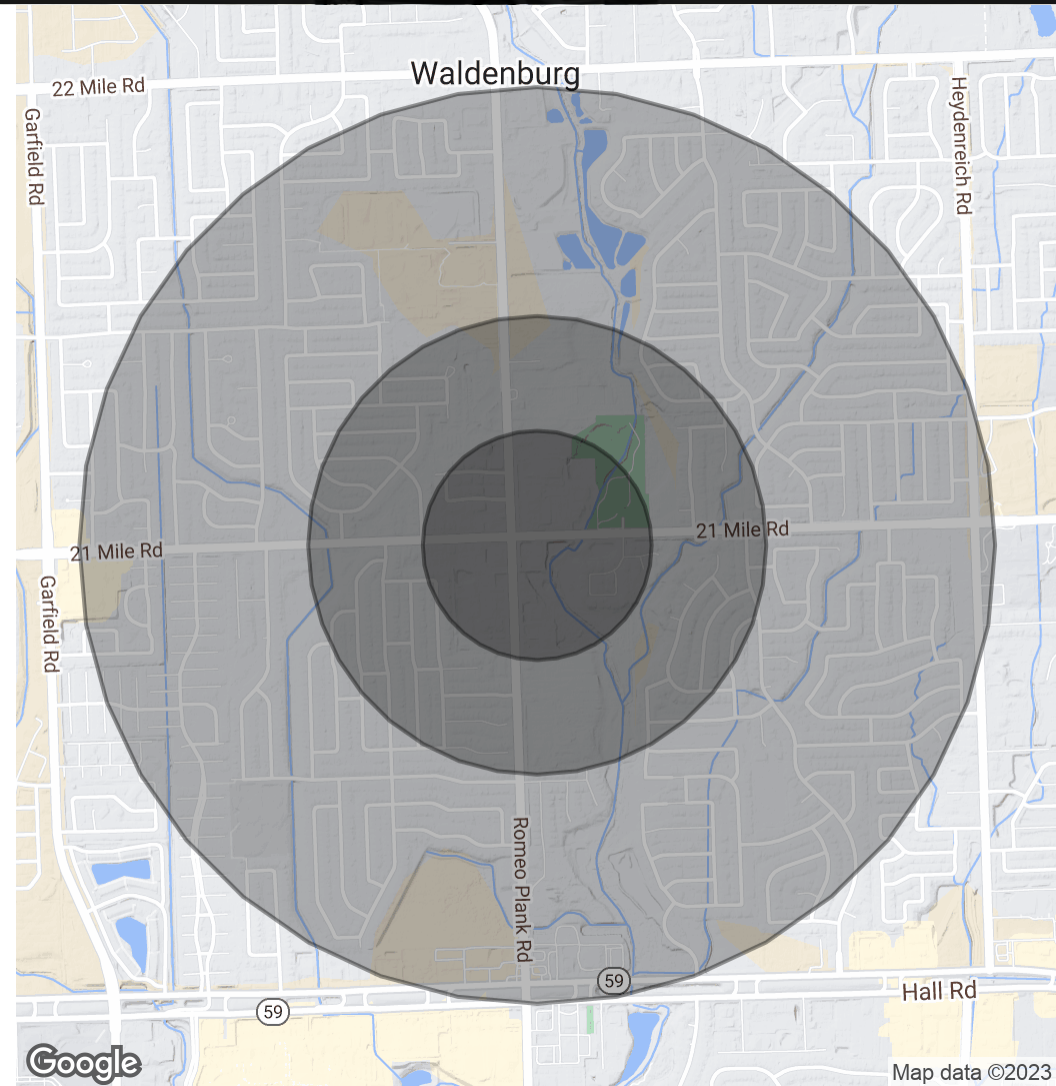 Waldenburg
22 Mile Rd
Garfield Rd
Heydenreich Rd
21 Mile Rd
21 Mile Rd
Garfield Rd
Romeo Plank Rd
59
Hall Rd
59
Google
Map data ©2023